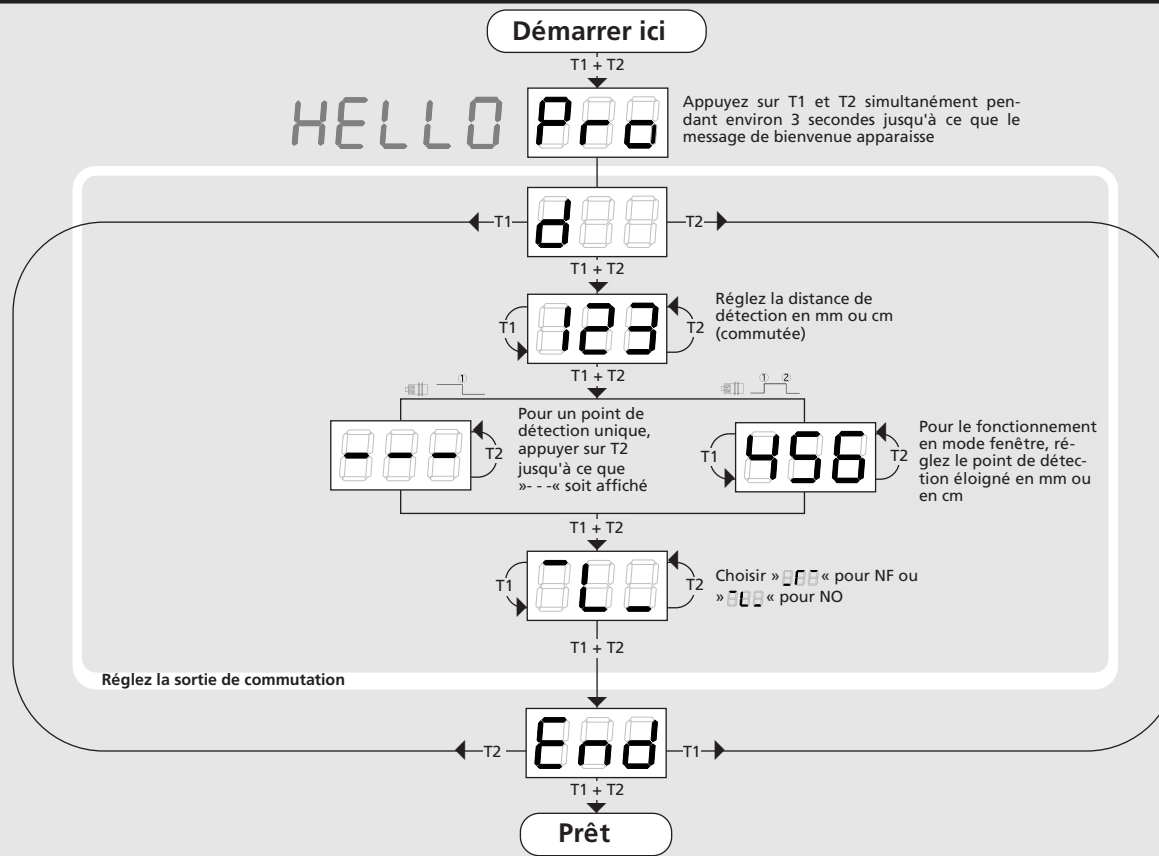 Démarrer ici
T1 + T2
HELLO
Pro
Appuyez sur T1 et T2 simultanément pen-
dant environ 3 secondes jusqu'à ce que le
message de bienvenue apparaisse
T1
d
T2
T1 + T2
T1
123
T2
Réglez la distance de
détection en mm ou cm
(commutée)
T1 + T2
①
① ②
---
T2
Pour un point de
détection unique,
appuyer sur T2
jusqu'à ce que
»- - -« soit affiché
T1
456
T2
Pour le fonctionnement
en mode fenêtre, ré-
glez le point de détec-
tion éloigné en mm ou
en cm
T1 + T2
T1
T2
Choisir » « pour NF ou
» « pour NO
T1 + T2
Réglez la sortie de commutation
T2
End
T1
T1 + T2
Prêt